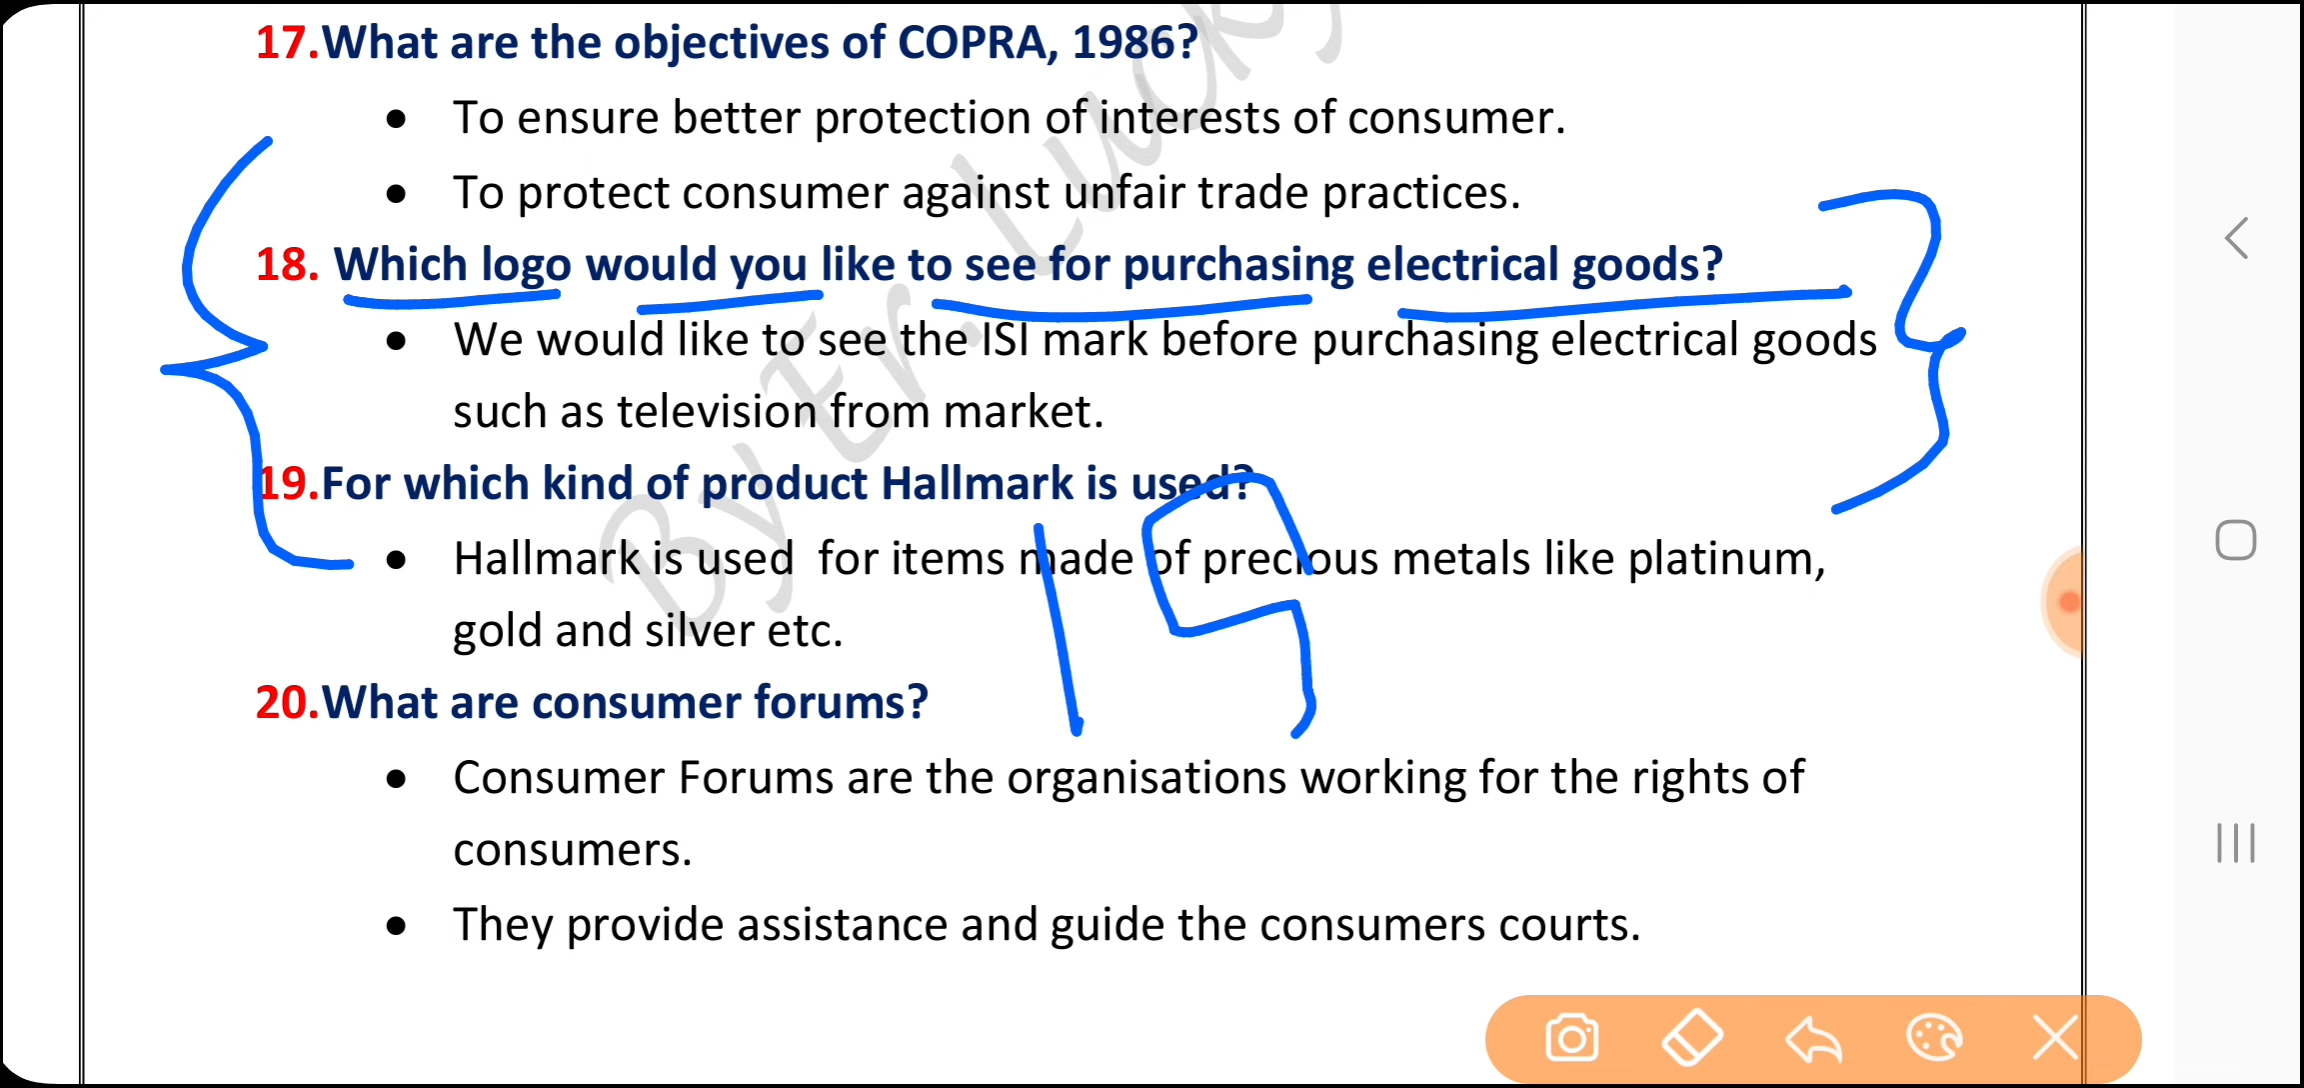 17.What are the objectives of COPRA, 1986?
• To ensure better protection of interests of consumer.
• To protect consumer against unfair trade practices.
18. Which logo would you like to see for purchasing electrical goods?
• We would like to see the ISI mark before purchasing electrical goods
such as television from market.
19.For which kind of product Hallmark is used?
• Hallmark is used for items made of precious metals like platinum,
gold and silver etc.
20.What are consumer forums?
• Consumer Forums are the organisations working for the rights of
consumers.
• They provide assistance and guide the consumers courts.
By Er. Lucky
19